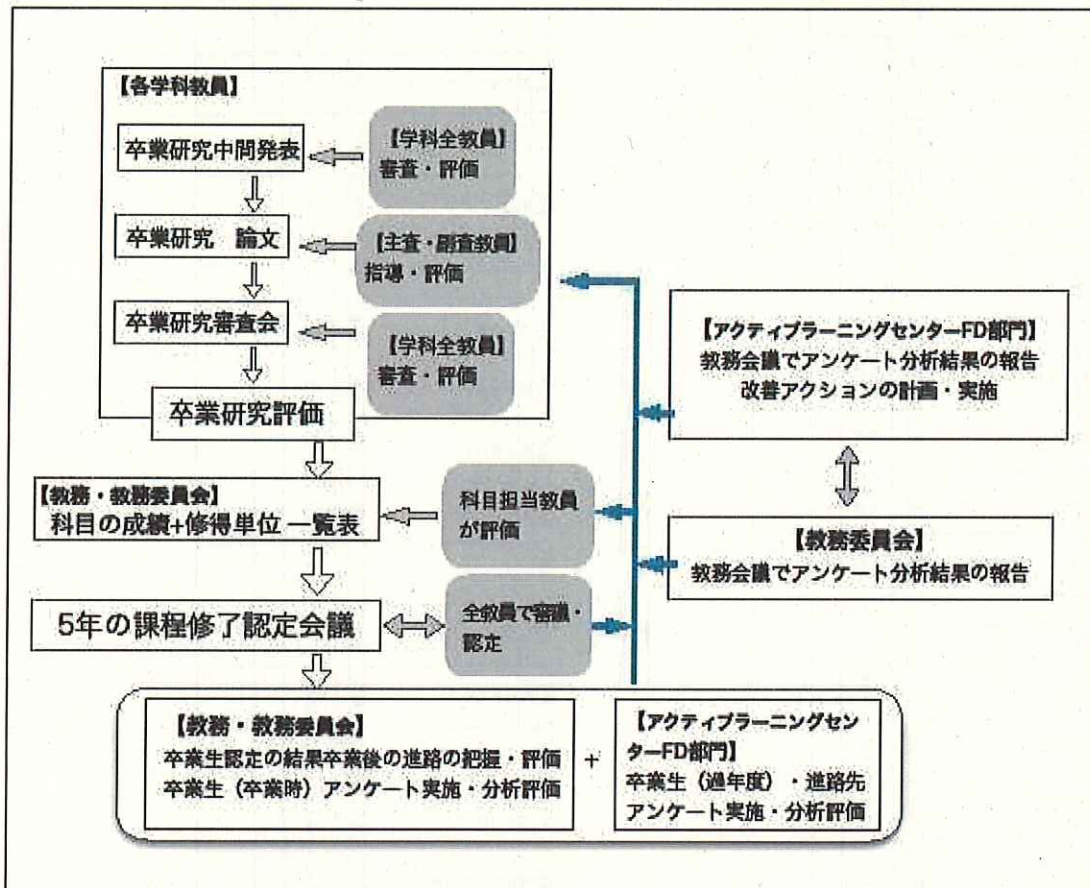 【各学科教員】
卒業研究中間発表
【学科全教員】
審査・評価
卒業研究 論文
【主査・副査教員】
指導・評価
卒業研究審査会
【学科全教員】
審査・評価
卒業研究評価
【教務・教務委員会】
科目の成績+修得単位 一覧表
科目担当教員
が評価
5年の課程修了認定会議
全教員で審議・
認定
【教務・教務委員会】
卒業生認定の結果卒業後の進路の把握・評価
卒業生（卒業時）アンケート実施・分析評価
+
【アクティブラーニングセン
ターFD部門】
卒業生（過年度）・進路先
アンケート実施・分析評価
【アクティブラーニングセンターFD部門】
教務会議でアンケート分析結果の報告
改善アクションの計画・実施
【教務委員会】
教務会議でアンケート分析結果の報告